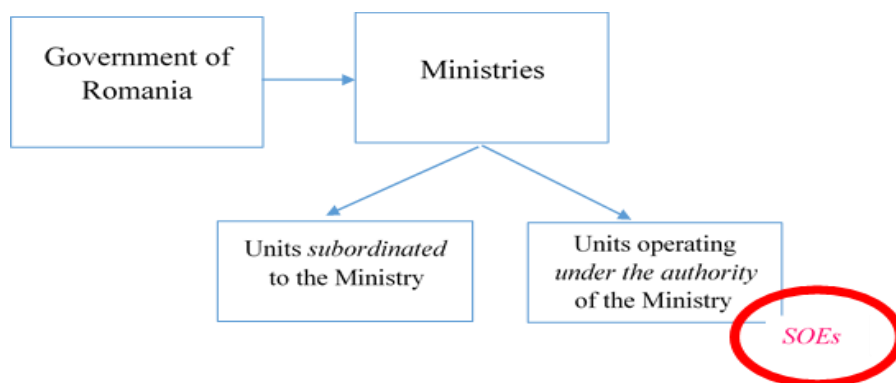 Government of
Romania
Ministries
Units subordinated
to the Ministry
Units operating
under the authority
of the Ministry
SOEs